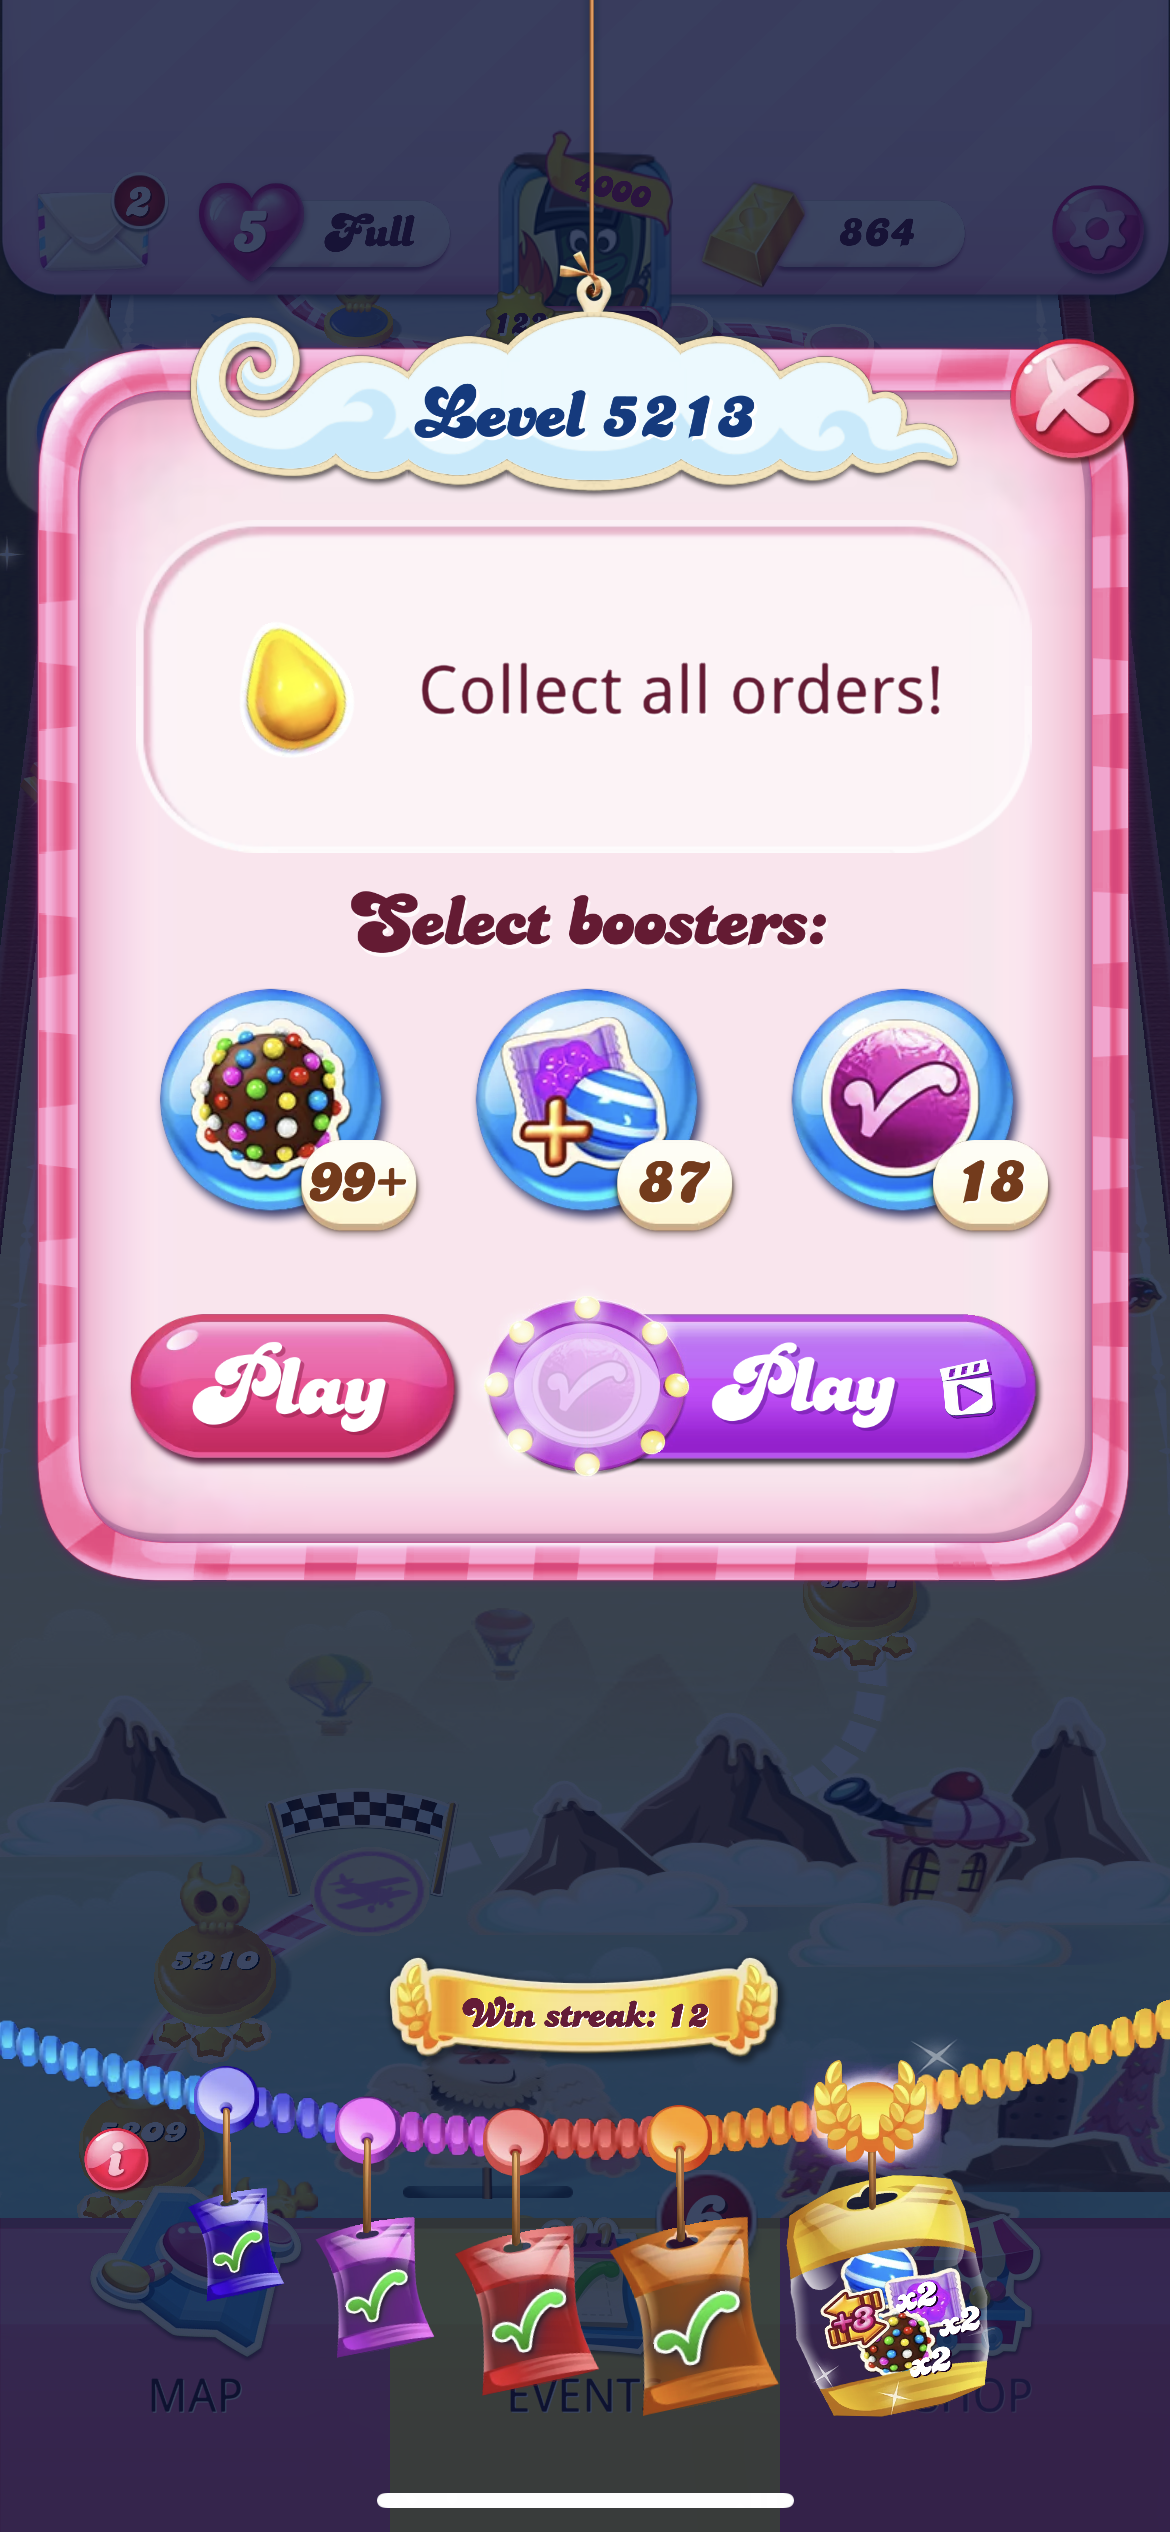 2
5
Full
4000
864
Level 5213
Collect all orders!
Select boosters:
99+
87
18
Play
Play
5210
Win streak: 12
i
6
+3
x2
x2
x2
MAP
EVENT